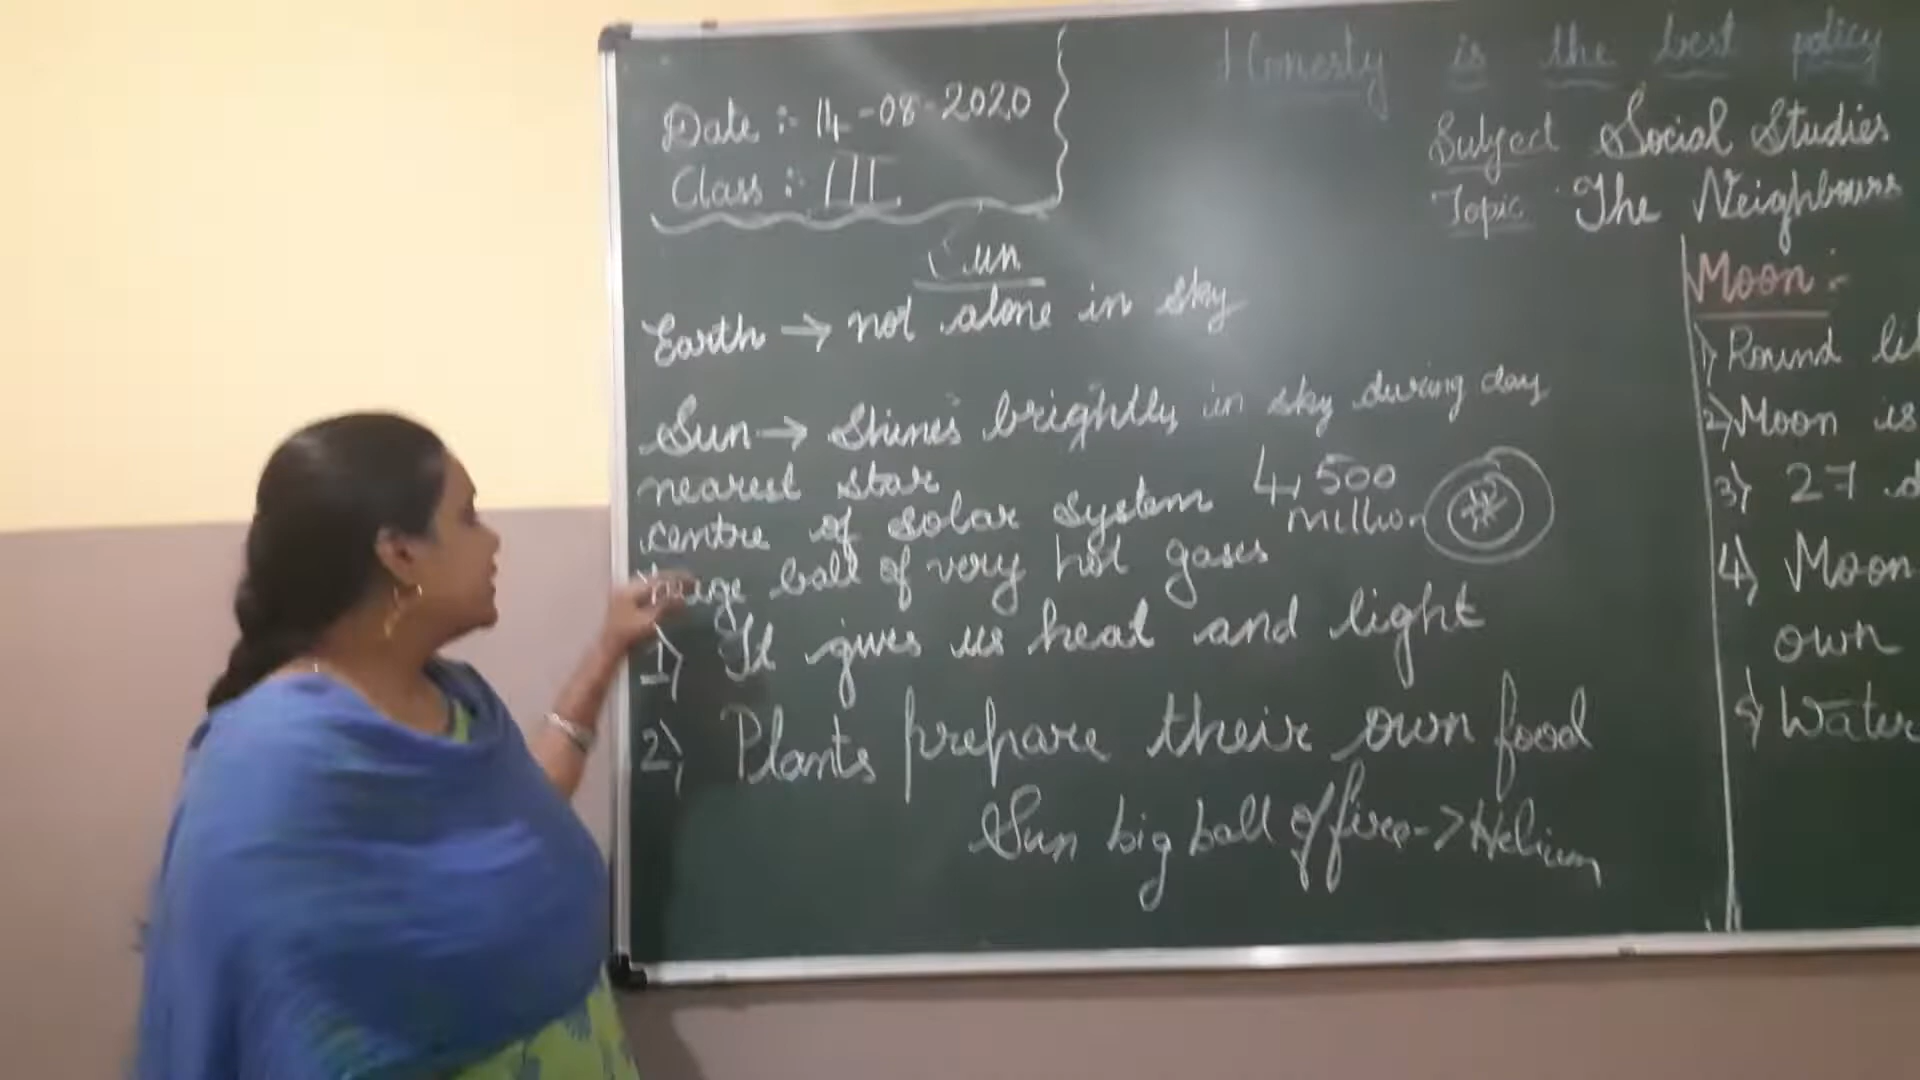 Honesty is the best policy
Date :- 14-08-2020
Class :- III
Subject Social Studies
Topic The Neighbours
Sun
Earth → not alone in sky
Sun → Shines brightly in sky during day
nearest star
centre of solar system ↳ 500
million
huge ball of very hot gases
1) It gives us heat and light
2) Plants prepare their own food
Sun big ball of fire -> Helium
Moon :-
1) Round
2) Moon is
3) 27
4) Moon
own
5) Water